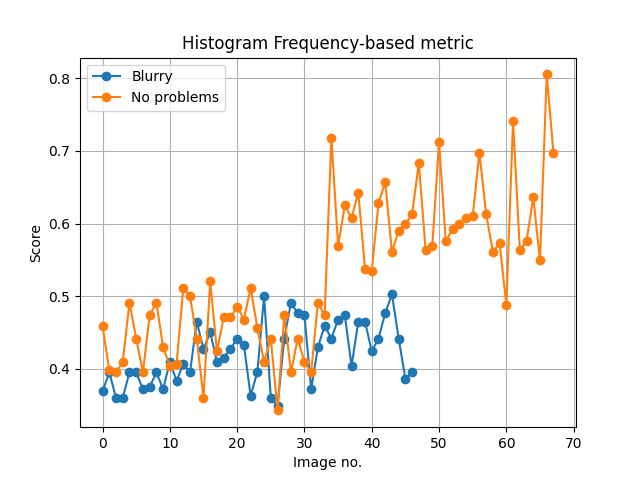 Histogram Frequency-based metric
Blurry
No problems
Score
0.8
0.7
0.6
0.5
0.4
0 10 20 30 40 50 60 70
Image no.